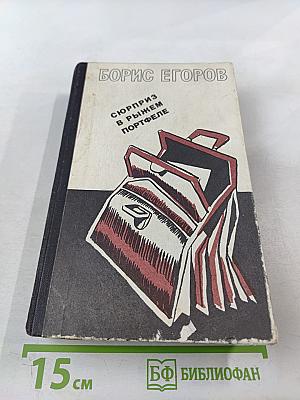 БОРИС ЕГОРОВ
СЮРПРИЗ
В РЫЖЕМ
ПОРТФЕЛЕ
15 см
БФ БИБЛИОФАН